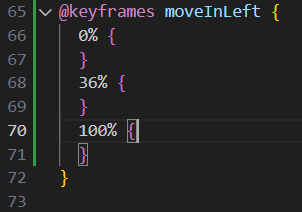 65 @keyframes moveInLeft {
66 0% {
67 }
68 36% {
69 }
70 100% {
71 }
72 }
73